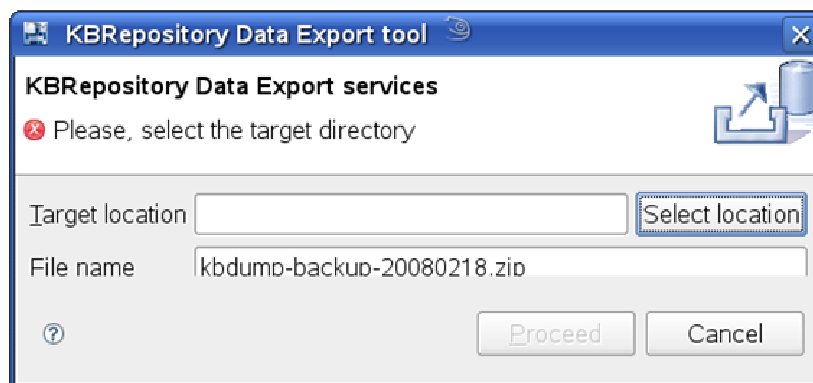 KBRepository Data Export tool
KBRepository Data Export services
Please, select the target directory
Target location
Select location
File name
kbdump-backup-20080218.zip
Proceed
Cancel